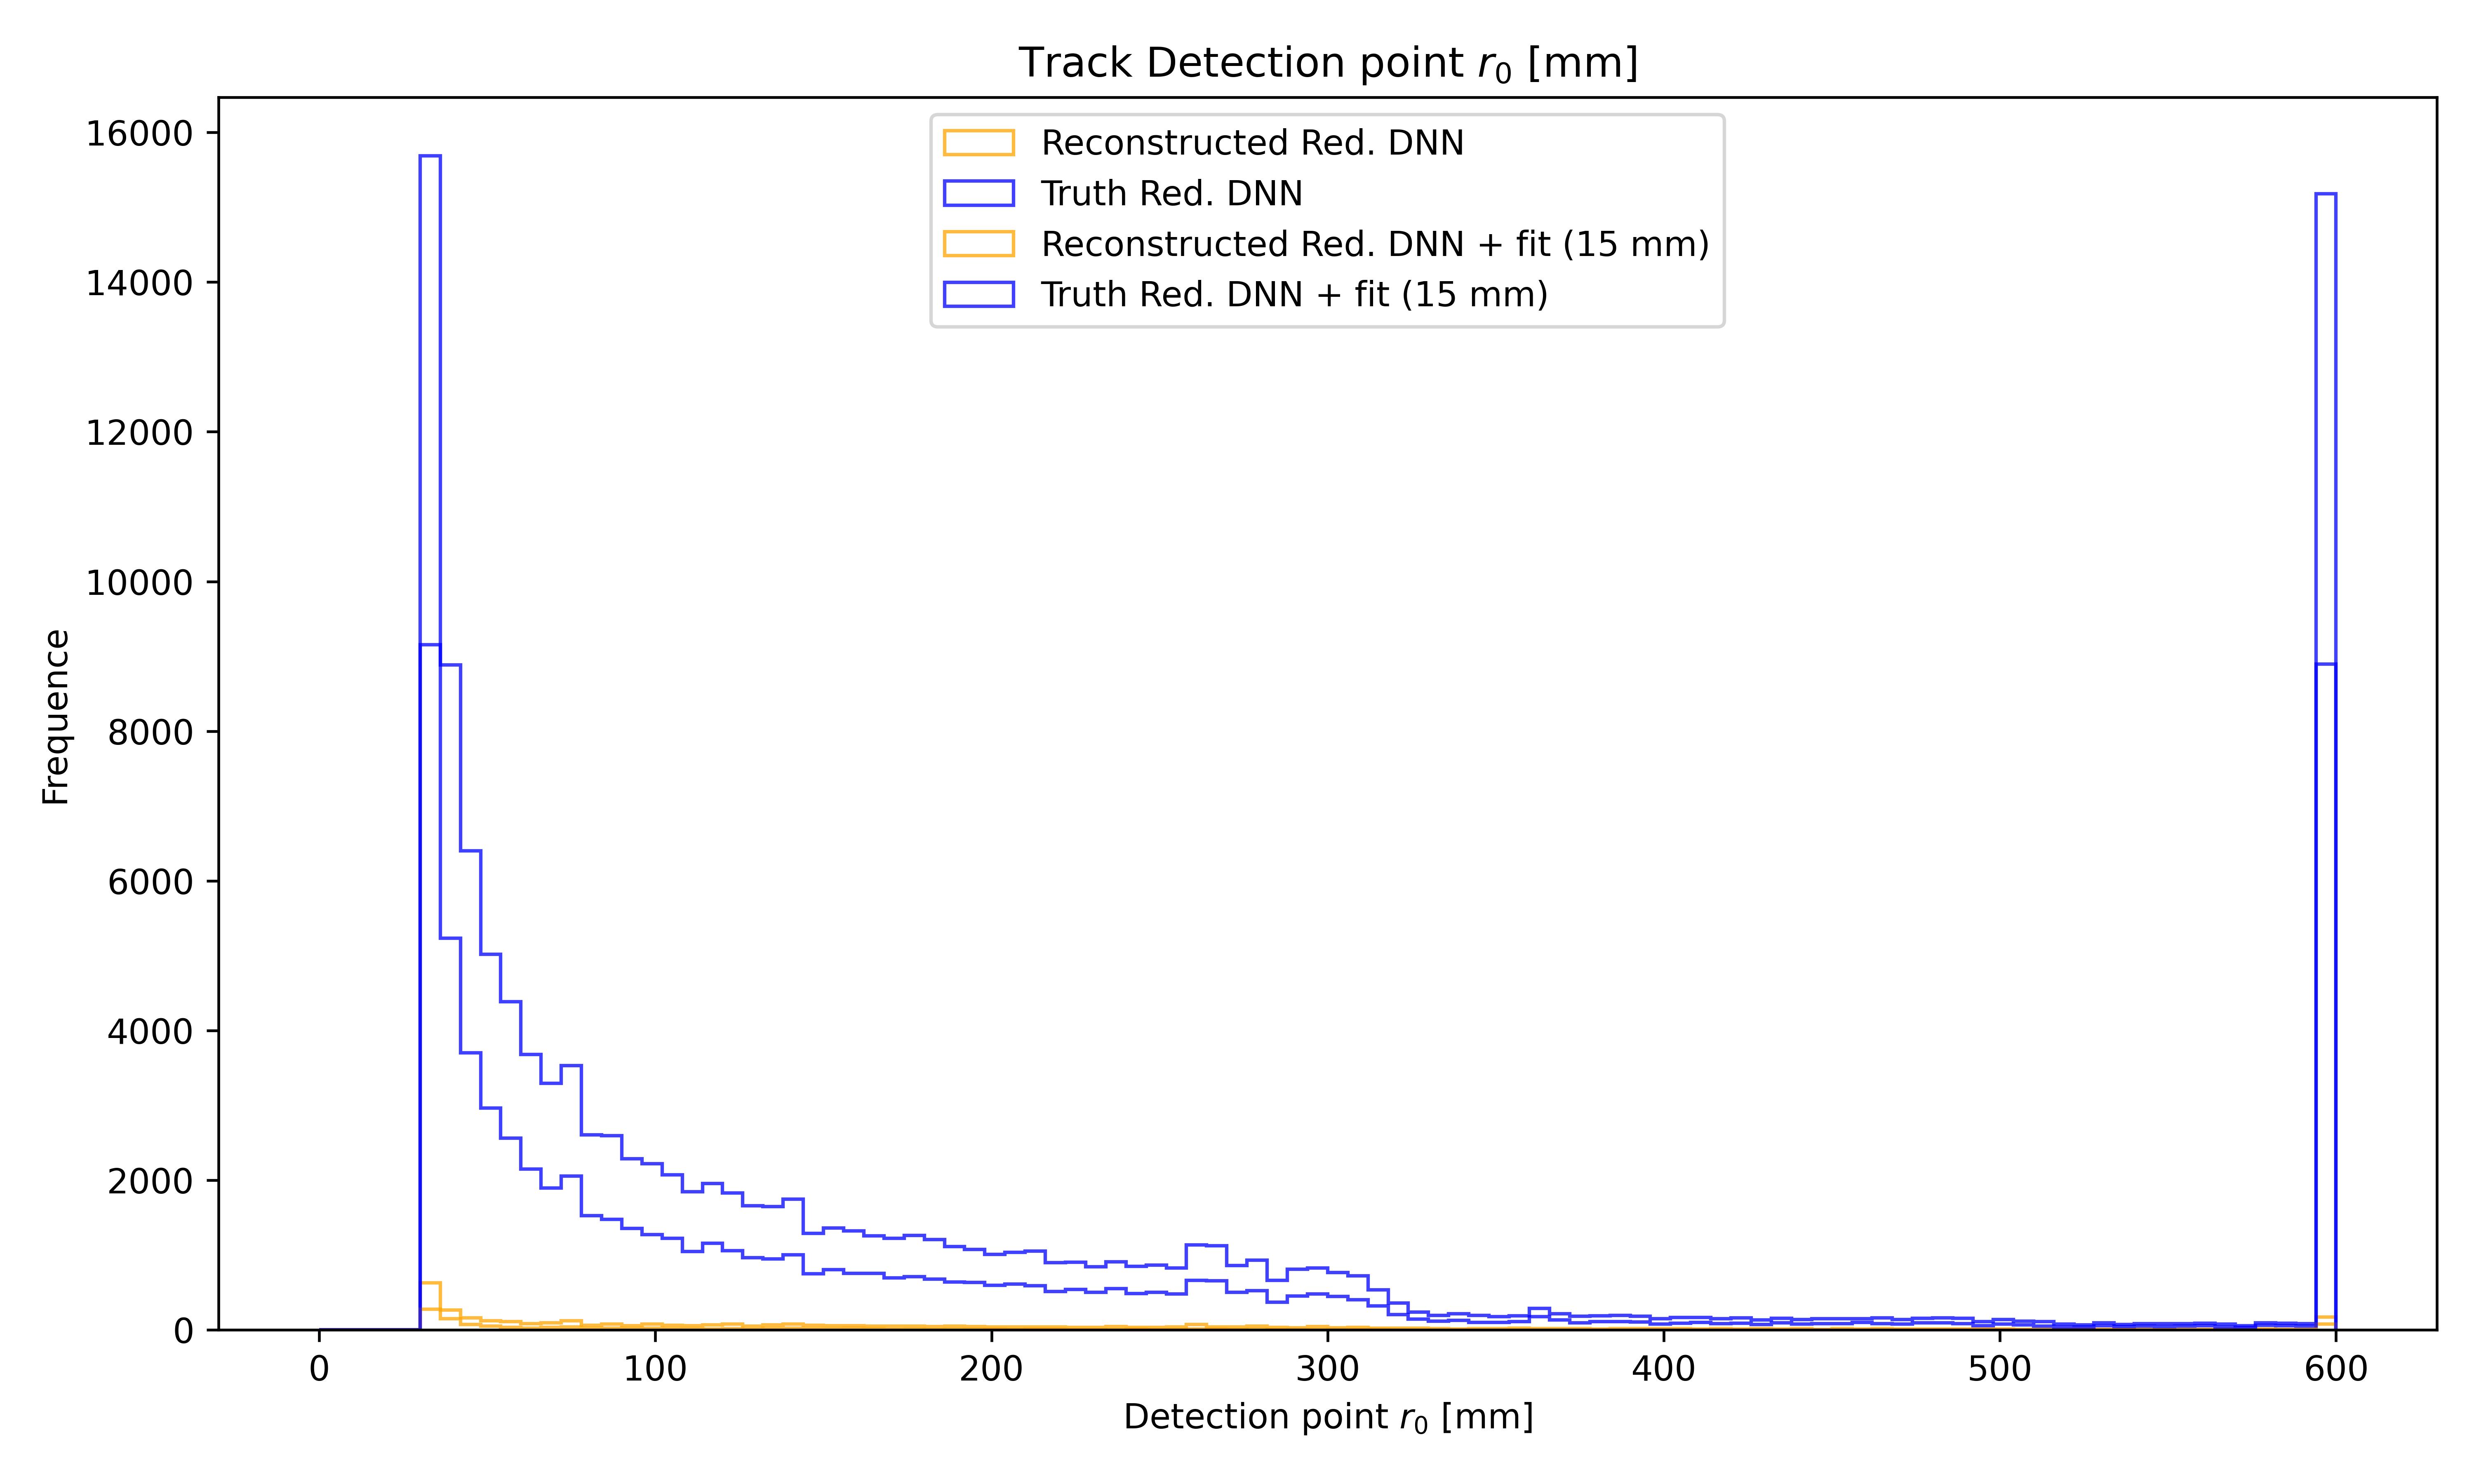 Track Detection point r₀ [mm]
Reconstructed Red. DNN
Truth Red. DNN
Reconstructed Red. DNN + fit (15 mm)
Truth Red. DNN + fit (15 mm)
Frequence
16000
14000
12000
10000
8000
6000
4000
2000
0
0 100 200 300 400 500 600
Detection point r₀ [mm]